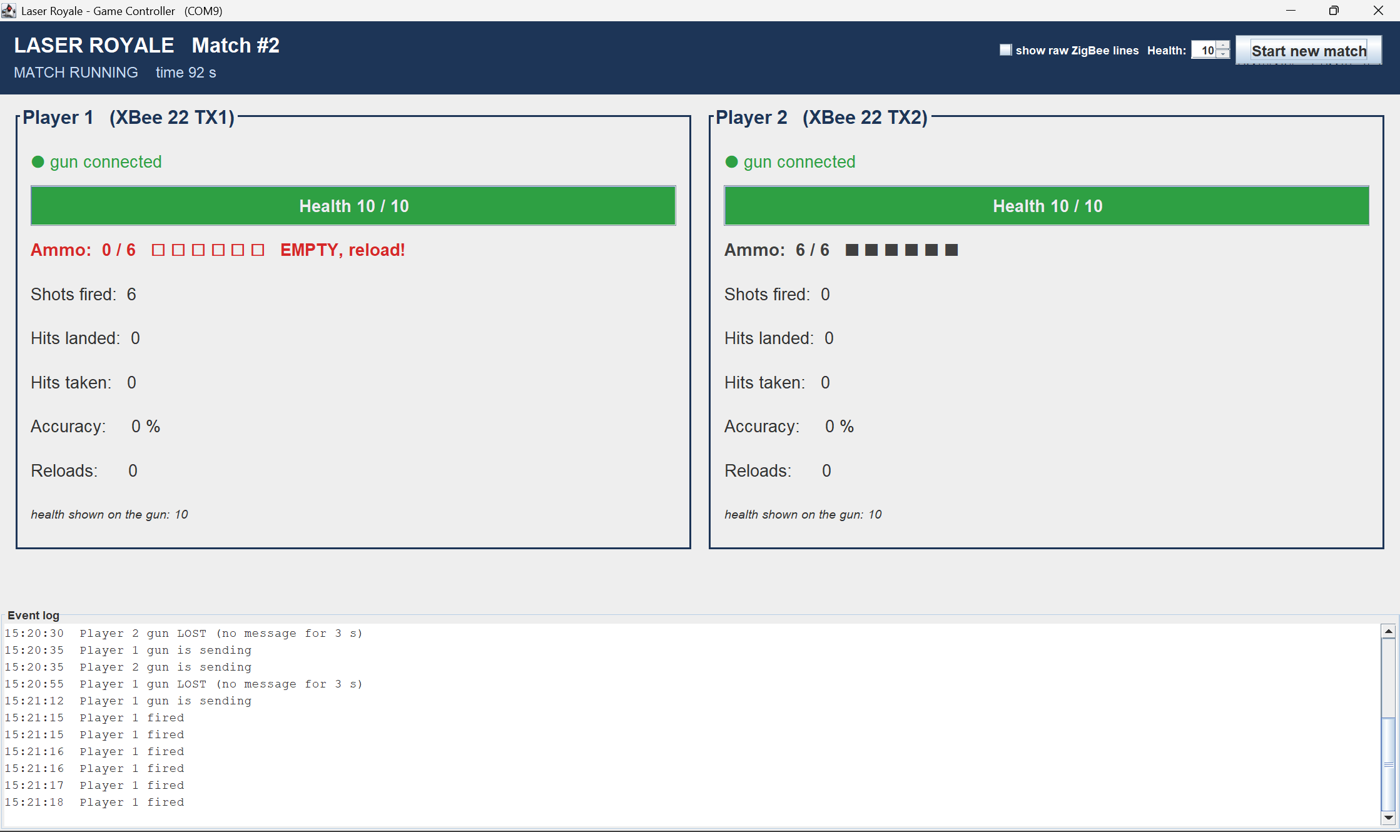 Laser Royale - Game Controller (COM9)
LASER ROYALE Match #2
MATCH RUNNING time 92 s
show raw ZigBee lines Health: 10 Start new match
Player 1 (XBee 22 TX1)
gun connected
Health 10 / 10
Ammo: 0 / 6 □ □ □ □ □ □ EMPTY, reload!
Shots fired: 6
Hits landed: 0
Hits taken: 0
Accuracy: 0 %
Reloads: 0
health shown on the gun: 10
Player 2 (XBee 22 TX2)
gun connected
Health 10 / 10
Ammo: 6 / 6 ■ ■ ■ ■ ■ ■
Shots fired: 0
Hits landed: 0
Hits taken: 0
Accuracy: 0 %
Reloads: 0
health shown on the gun: 10
Event log
15:20:30 Player 2 gun LOST (no message for 3 s)
15:20:35 Player 1 gun is sending
15:20:35 Player 2 gun is sending
15:20:55 Player 1 gun LOST (no message for 3 s)
15:21:12 Player 1 gun is sending
15:21:15 Player 1 fired
15:21:15 Player 1 fired
15:21:16 Player 1 fired
15:21:16 Player 1 fired
15:21:17 Player 1 fired
15:21:18 Player 1 fired